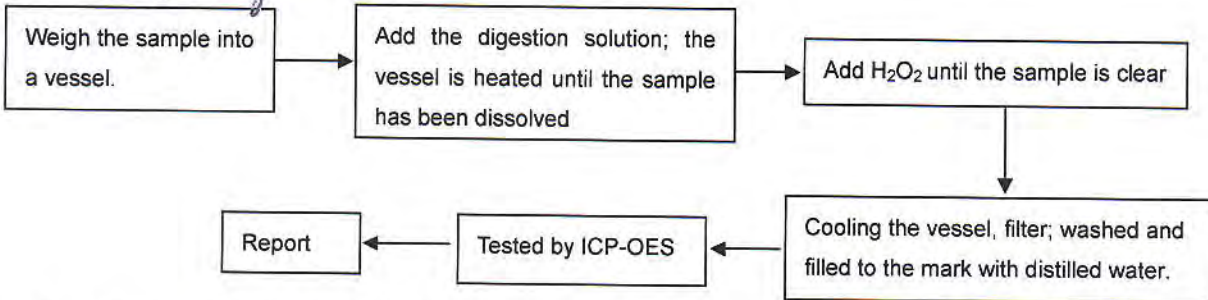 Weigh the sample into
a vessel.
Add the digestion solution; the
vessel is heated until the sample
has been dissolved
Add H₂O₂ until the sample is clear
Cooling the vessel, filter; washed and
filled to the mark with distilled water.
Tested by ICP-OES
Report